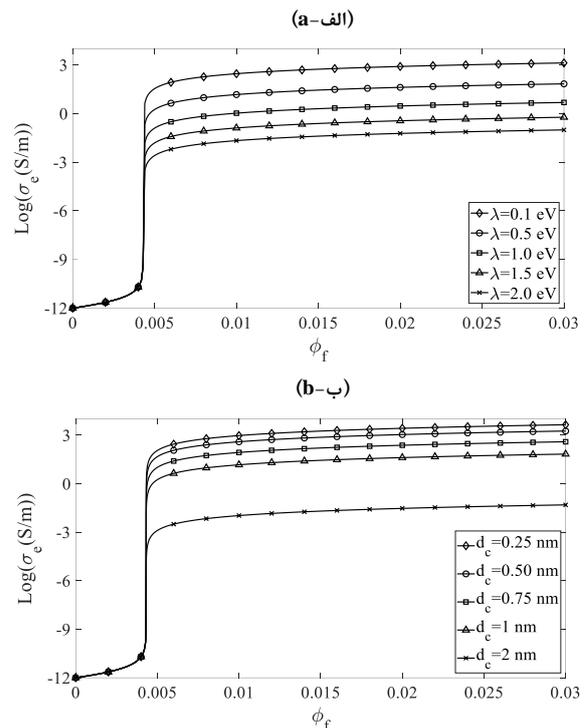 (الف-a)
3
0
-3
-6
-9
-12
Log(σe(S/m))
λ=0.1 eV
λ=0.5 eV
λ=1.0 eV
λ=1.5 eV
λ=2.0 eV
0 0.005 0.01 0.015 0.02 0.025 0.03
ϕf
(ب-b)
3
0
-3
-6
-9
-12
Log(σe(S/m))
dc=0.25 nm
dc=0.50 nm
dc=0.75 nm
dc=1 nm
dc=2 nm
0 0.005 0.01 0.015 0.02 0.025 0.03
ϕf